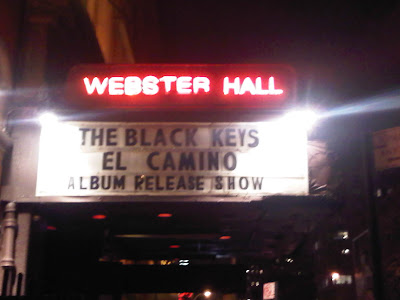 WEBSTER HALL
THE BLACK KEYS
EL CAMINO
ALBUM RELEASE SHOW